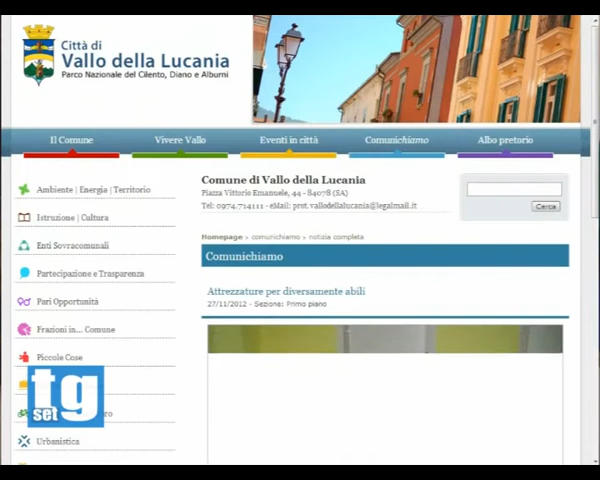 Città di
Vallo della Lucania
Parco Nazionale del Cilento, Diano e Alburni
Il Comune
Vivere Vallo
Eventi in città
Comunichiamo
Albo pretorio
Ambiente | Energia | Territorio
Istruzione | Cultura
Enti Sovracomunali
Partecipazione e Trasparenza
Pari Opportunità
Frazioni in... Comune
Piccole Cose
Urbanistica
tg
set
Comune di Vallo della Lucania
Piazza Vittorio Emanuele, 44 - 84078 (SA)
Tel: 0974.714111 - eMail: prot.vallodellalucania@legalmail.it
Cerca
Homepage » comunichiamo » notizia completa
Comunichiamo
Attrezzature per diversamente abili
27/11/2012 - Sezione: Primo piano